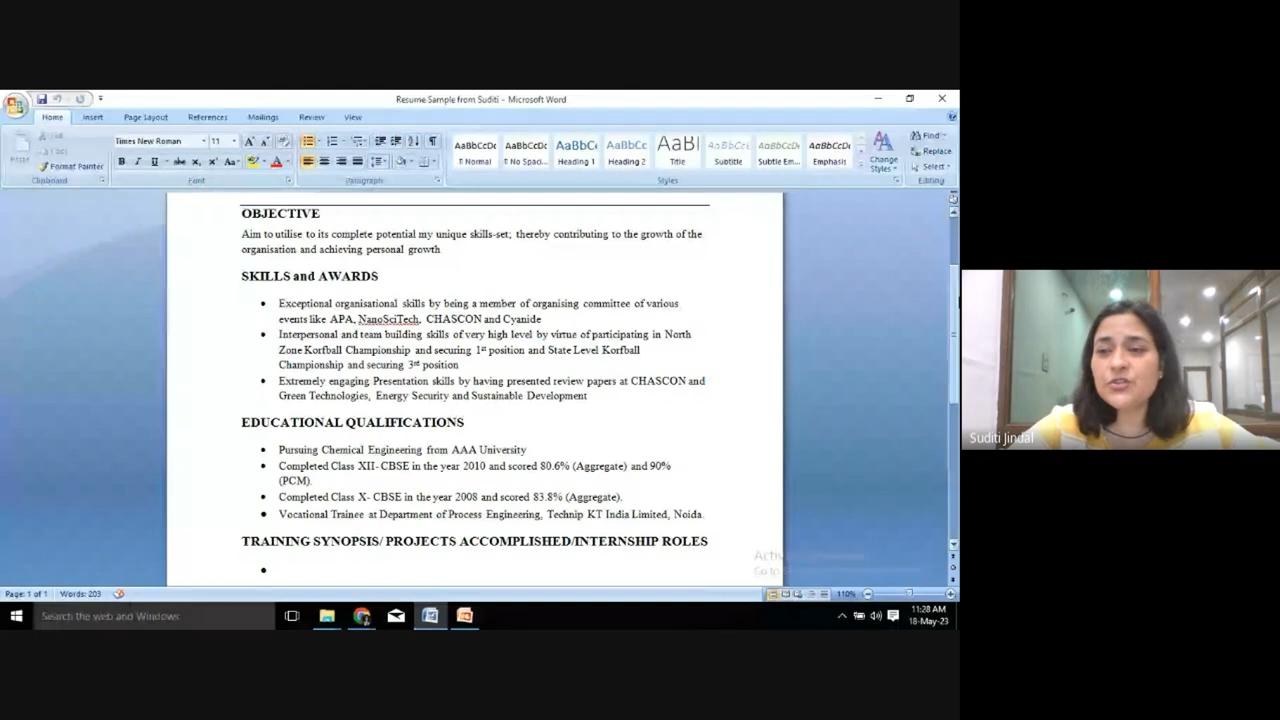 Resume Sample from Suditi - Microsoft Word
Home Insert Page Layout References Mailings Review View
Times New Roman 11
Format Painter
Paste
AaBbCcDc AaBbCcDc AaBbC AaBbCc AaBl AaBbCcDc AaBbCcDc AaBbCcDc
¶ Normal ¶ No Spaci... Heading 1 Heading 2 Title Subtitle Subtle Em... Emphasis
Change Styles
Find
Replace
Select
Clipboard Font Paragraph Styles Editing
OBJECTIVE
Aim to utilise to its complete potential my unique skills-set; thereby contributing to the growth of the
organisation and achieving personal growth
SKILLS and AWARDS
• Exceptional organisational skills by being a member of organising committee of various
events like APA, NanoSciTech, CHASCON and Cyanide
• Interpersonal and team building skills of very high level by virtue of participating in North
Zone Korfball Championship and securing 1st position and State Level Korfball
Championship and securing 3rd position
• Extremely engaging Presentation skills by having presented review papers at CHASCON and
Green Technologies, Energy Security and Sustainable Development
EDUCATIONAL QUALIFICATIONS
• Pursuing Chemical Engineering from AAA University
• Completed Class XII- CBSE in the year 2010 and scored 80.6% (Aggregate) and 90%
(PCM).
• Completed Class X- CBSE in the year 2008 and scored 83.8% (Aggregate).
• Vocational Trainee at Department of Process Engineering, Technip KT India Limited, Noida.
TRAINING SYNOPSIS/ PROJECTS ACCOMPLISHED/INTERNSHIP ROLES
•
Page: 1 of 1 Words: 203 110%
Search the web and Windows
11:28 AM
18-May-23
Suditi Jindal